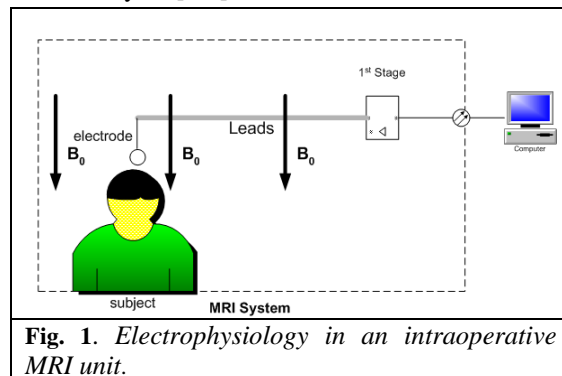 1st Stage
electrode
Leads
B0 B0 B0
Computer
subject
MRI System
Fig. 1. Electrophysiology in an intraoperative
MRI unit.